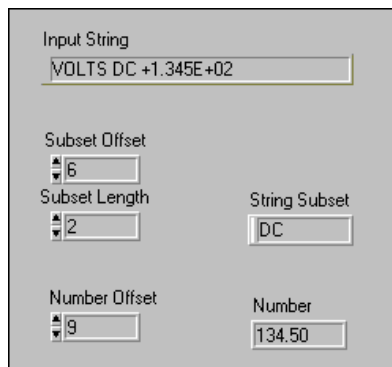 Input String
VOLTS DC +1.345E+02
Subset Offset
6
Subset Length
2
String Subset
DC
Number Offset
9
Number
134.50